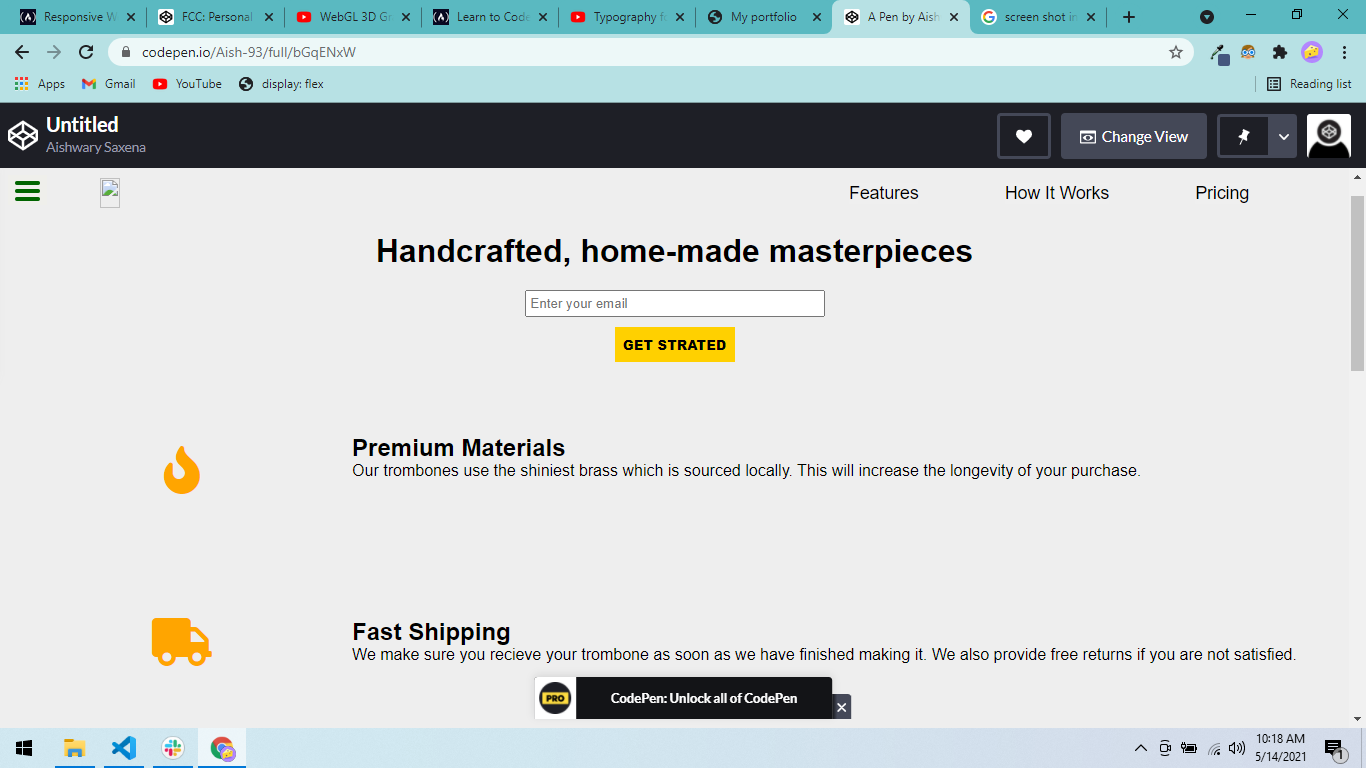 Responsive W
FCC: Personal
WebGL 3D Gr
Learn to Code
Typography fu
My portfolio
A Pen by Aish
screen shot in
codepen.io/Aish-93/full/bGqENxW
Apps
Gmail
YouTube
display: flex
Reading list
Untitled
Aishwary Saxena
Change View
Features
How It Works
Pricing
Handcrafted, home-made masterpieces
Enter your email
GET STRATED
Premium Materials
Our trombones use the shiniest brass which is sourced locally. This will increase the longevity of your purchase.
Fast Shipping
We make sure you recieve your trombone as soon as we have finished making it. We also provide free returns if you are not satisfied.
PRO
CodePen: Unlock all of CodePen
10:18 AM
5/14/2021
1